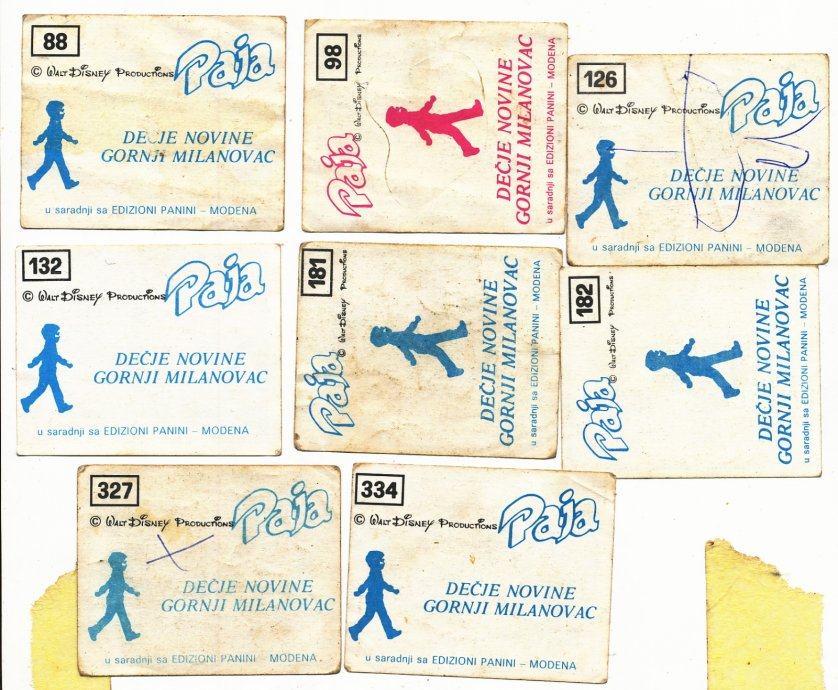 88
© Walt Disney Productions Paja
DEČJE NOVINE
GORNJI MILANOVAC
u saradnji sa EDIZIONI PANINI – MODENA
98
© Walt Disney Productions
Paja
DEČJE NOVINE
GORNJI MILANOVAC
u saradnji sa EDIZIONI PANINI – MODENA
126
© Walt Disney Productions Paja
DEČJE NOVINE
GORNJI MILANOVAC
u saradnji sa EDIZIONI PANINI – MODENA
132
© Walt Disney Productions Paja
DEČJE NOVINE
GORNJI MILANOVAC
u saradnji sa EDIZIONI PANINI – MODENA
181
© Walt Disney Productions
Paja
DEČJE NOVINE
GORNJI MILANOVAC
u saradnji sa EDIZIONI PANINI – MODENA
182
© Walt Disney Productions
Paja
DEČJE NOVINE
GORNJI MILANOVAC
u saradnji sa EDIZIONI PANINI – MODENA
327
© Walt Disney Productions Paja
DEČJE NOVINE
GORNJI MILANOVAC
u saradnji sa EDIZIONI PANINI – MODENA
334
© Walt Disney Productions Paja
DEČJE NOVINE
GORNJI MILANOVAC
u saradnji sa EDIZIONI PANINI – MODENA